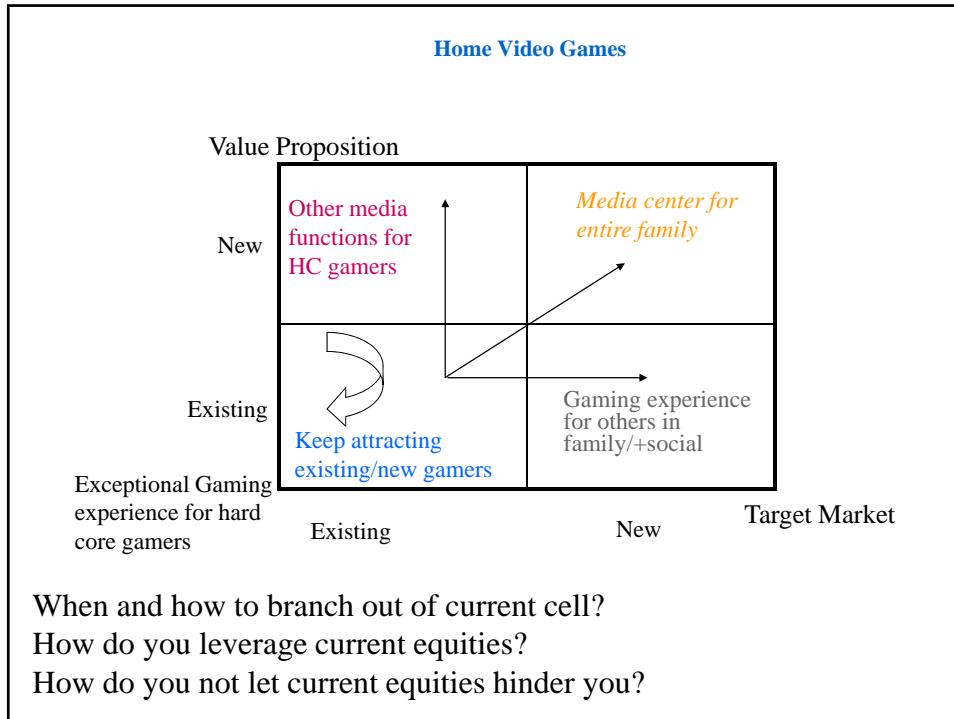 Home Video Games
Value Proposition
Other media
functions for
HC gamers
Media center for
entire family
New
Existing
Keep attracting
existing/new gamers
Gaming experience
for others in
family/+social
Exceptional Gaming
experience for hard
core gamers
Existing
New
Target Market
When and how to branch out of current cell?
How do you leverage current equities?
How do you not let current equities hinder you?